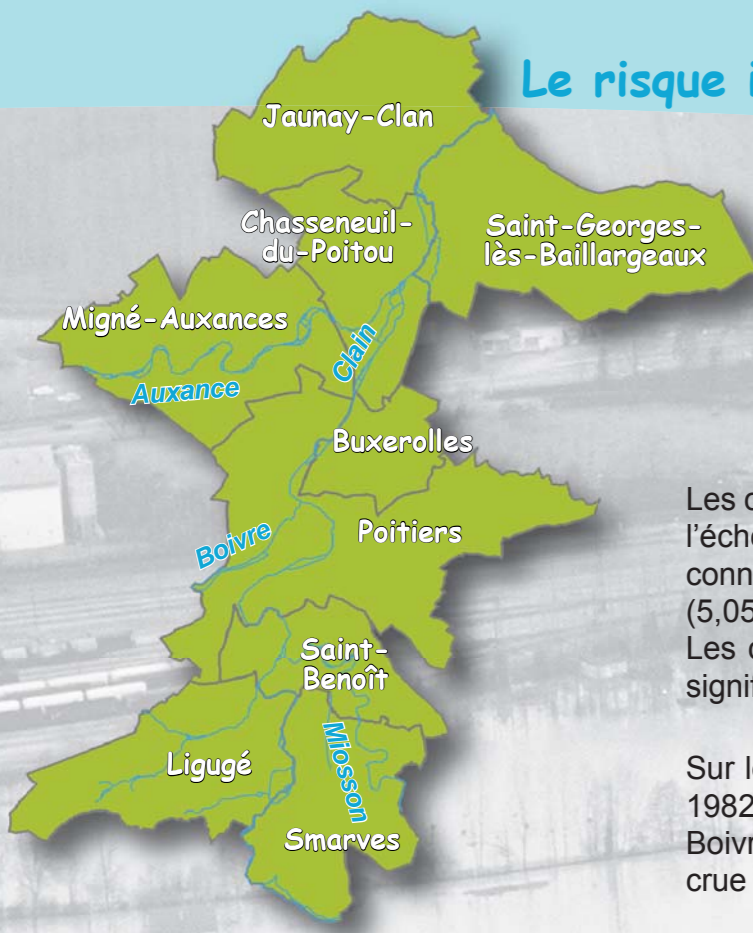 Le risque i
Jaunay-Clan
Chasseneuil-
du-Poitou
Saint-Georges-
lès-Baillargeaux
Migné-Auxances
Clain
Auxance
Buxerolles
Boivre
Poitiers
Saint-
Benoît
Ligugé
Miosson
Smarves
Les c
l'éche
conn
(5,05
Les c
signif
Sur le
1982
Boivr
crue